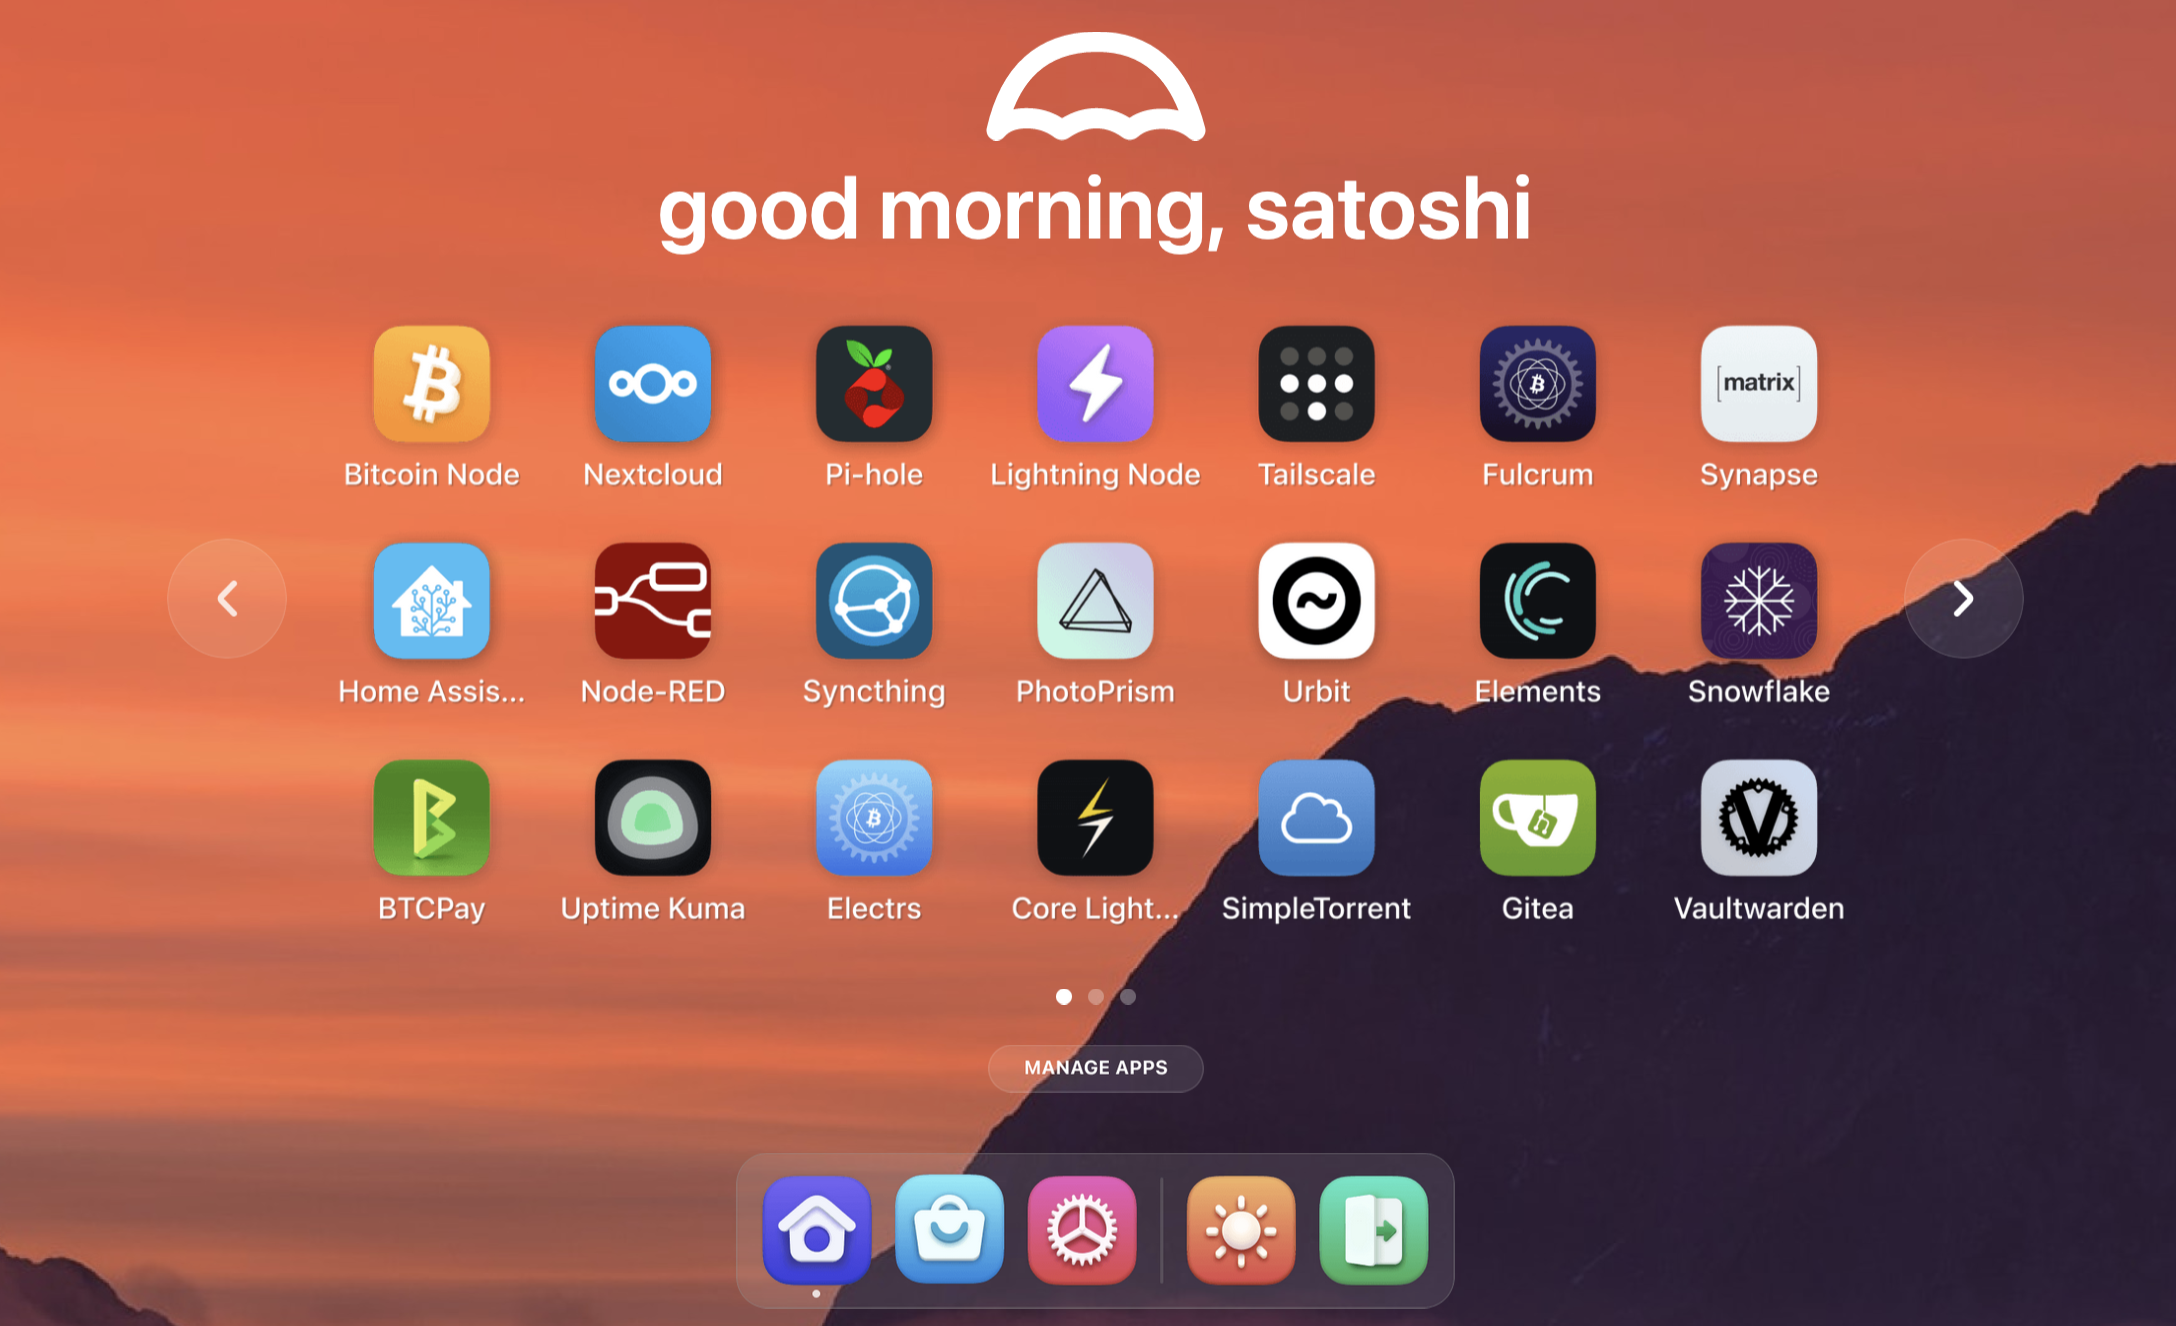 good morning, satoshi
Bitcoin Node
Nextcloud
Pi-hole
Lightning Node
Tailscale
Fulcrum
[matrix]
Synapse
Home Assis...
Node-RED
Syncthing
PhotoPrism
Urbit
Elements
Snowflake
BTCPay
Uptime Kuma
Electrs
Core Light...
SimpleTorrent
Gitea
Vaultwarden
MANAGE APPS